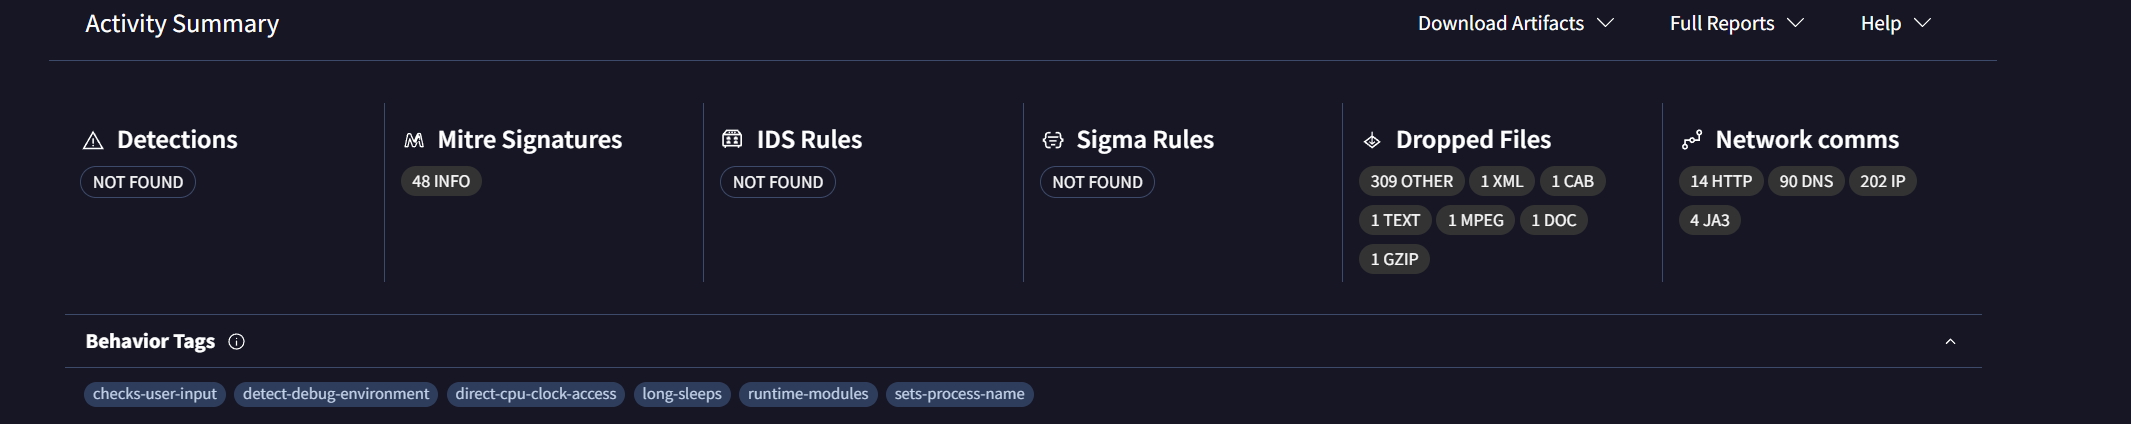 Activity Summary
Download Artifacts
Full Reports
Help
Detections
NOT FOUND
Mitre Signatures
48 INFO
IDS Rules
NOT FOUND
Sigma Rules
NOT FOUND
Dropped Files
309 OTHER 1 XML 1 CAB
1 TEXT 1 MPEG 1 DOC
1 GZIP
Network comms
14 HTTP 90 DNS 202 IP
4 JA3
Behavior Tags
checks-user-input detect-debug-environment direct-cpu-clock-access long-sleeps runtime-modules sets-process-name